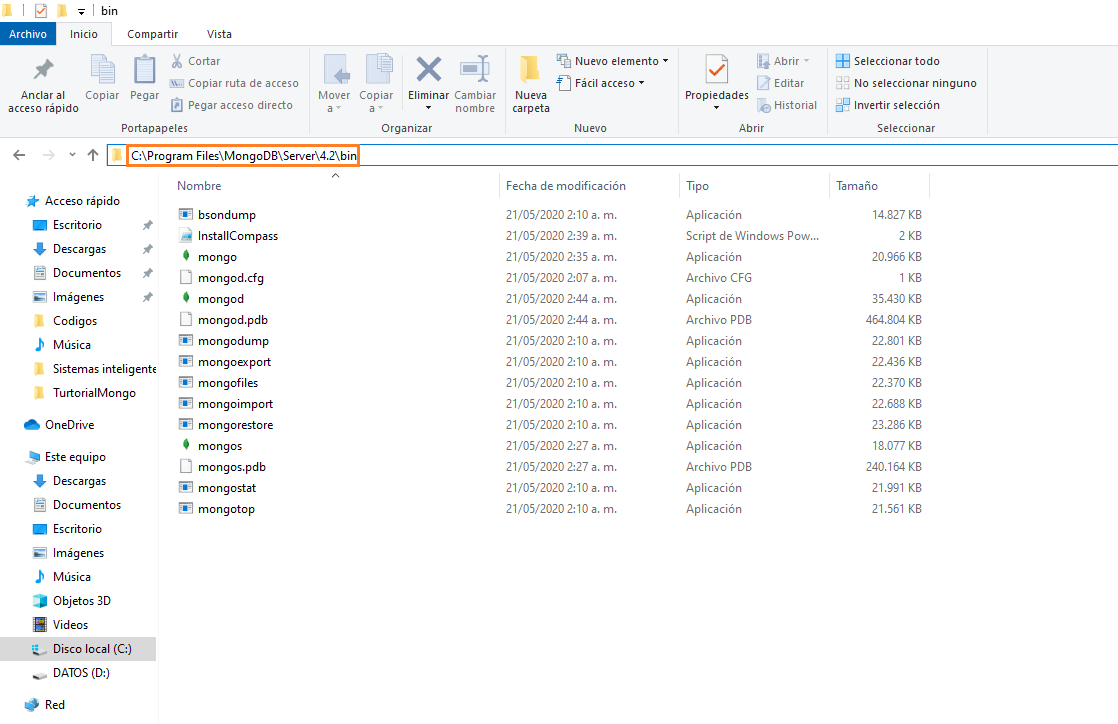 bin
Archivo Inicio Compartir Vista
Anclar al acceso rápido
Copiar
Pegar
Cortar
Copiar ruta de acceso
Pegar acceso directo
Portapapeles
Mover a
Copiar a
Eliminar
Cambiar nombre
Organizar
Nueva carpeta
Nuevo elemento
Fácil acceso
Nuevo
Propiedades
Abrir
Editar
Historial
Abrir
Seleccionar todo
No seleccionar ninguno
Invertir selección
Seleccionar
C:\Program Files\MongoDB\Server\4.2\bin
Acceso rápido
Escritorio
Descargas
Documentos
Imágenes
Codigos
Música
Sistemas inteligente
TurtorialMongo
OneDrive
Este equipo
Descargas
Documentos
Escritorio
Imágenes
Música
Objetos 3D
Videos
Disco local (C:)
DATOS (D:)
Red
Nombre Fecha de modificación Tipo Tamaño
bsondump 21/05/2020 2:10 a. m. Aplicación 14.827 KB
InstallCompass 21/05/2020 2:39 a. m. Script de Windows Pow... 2 KB
mongo 21/05/2020 2:35 a. m. Aplicación 20.966 KB
mongod.cfg 21/05/2020 2:07 a. m. Archivo CFG 1 KB
mongod 21/05/2020 2:44 a. m. Aplicación 35.430 KB
mongod.pdb 21/05/2020 2:44 a. m. Archivo PDB 464.804 KB
mongodump 21/05/2020 2:10 a. m. Aplicación 22.801 KB
mongoexport 21/05/2020 2:10 a. m. Aplicación 22.436 KB
mongofiles 21/05/2020 2:10 a. m. Aplicación 22.370 KB
mongoimport 21/05/2020 2:10 a. m. Aplicación 22.688 KB
mongorestore 21/05/2020 2:10 a. m. Aplicación 23.286 KB
mongos 21/05/2020 2:27 a. m. Aplicación 18.077 KB
mongos.pdb 21/05/2020 2:27 a. m. Archivo PDB 240.164 KB
mongostat 21/05/2020 2:10 a. m. Aplicación 21.991 KB
mongotop 21/05/2020 2:10 a. m. Aplicación 21.561 KB